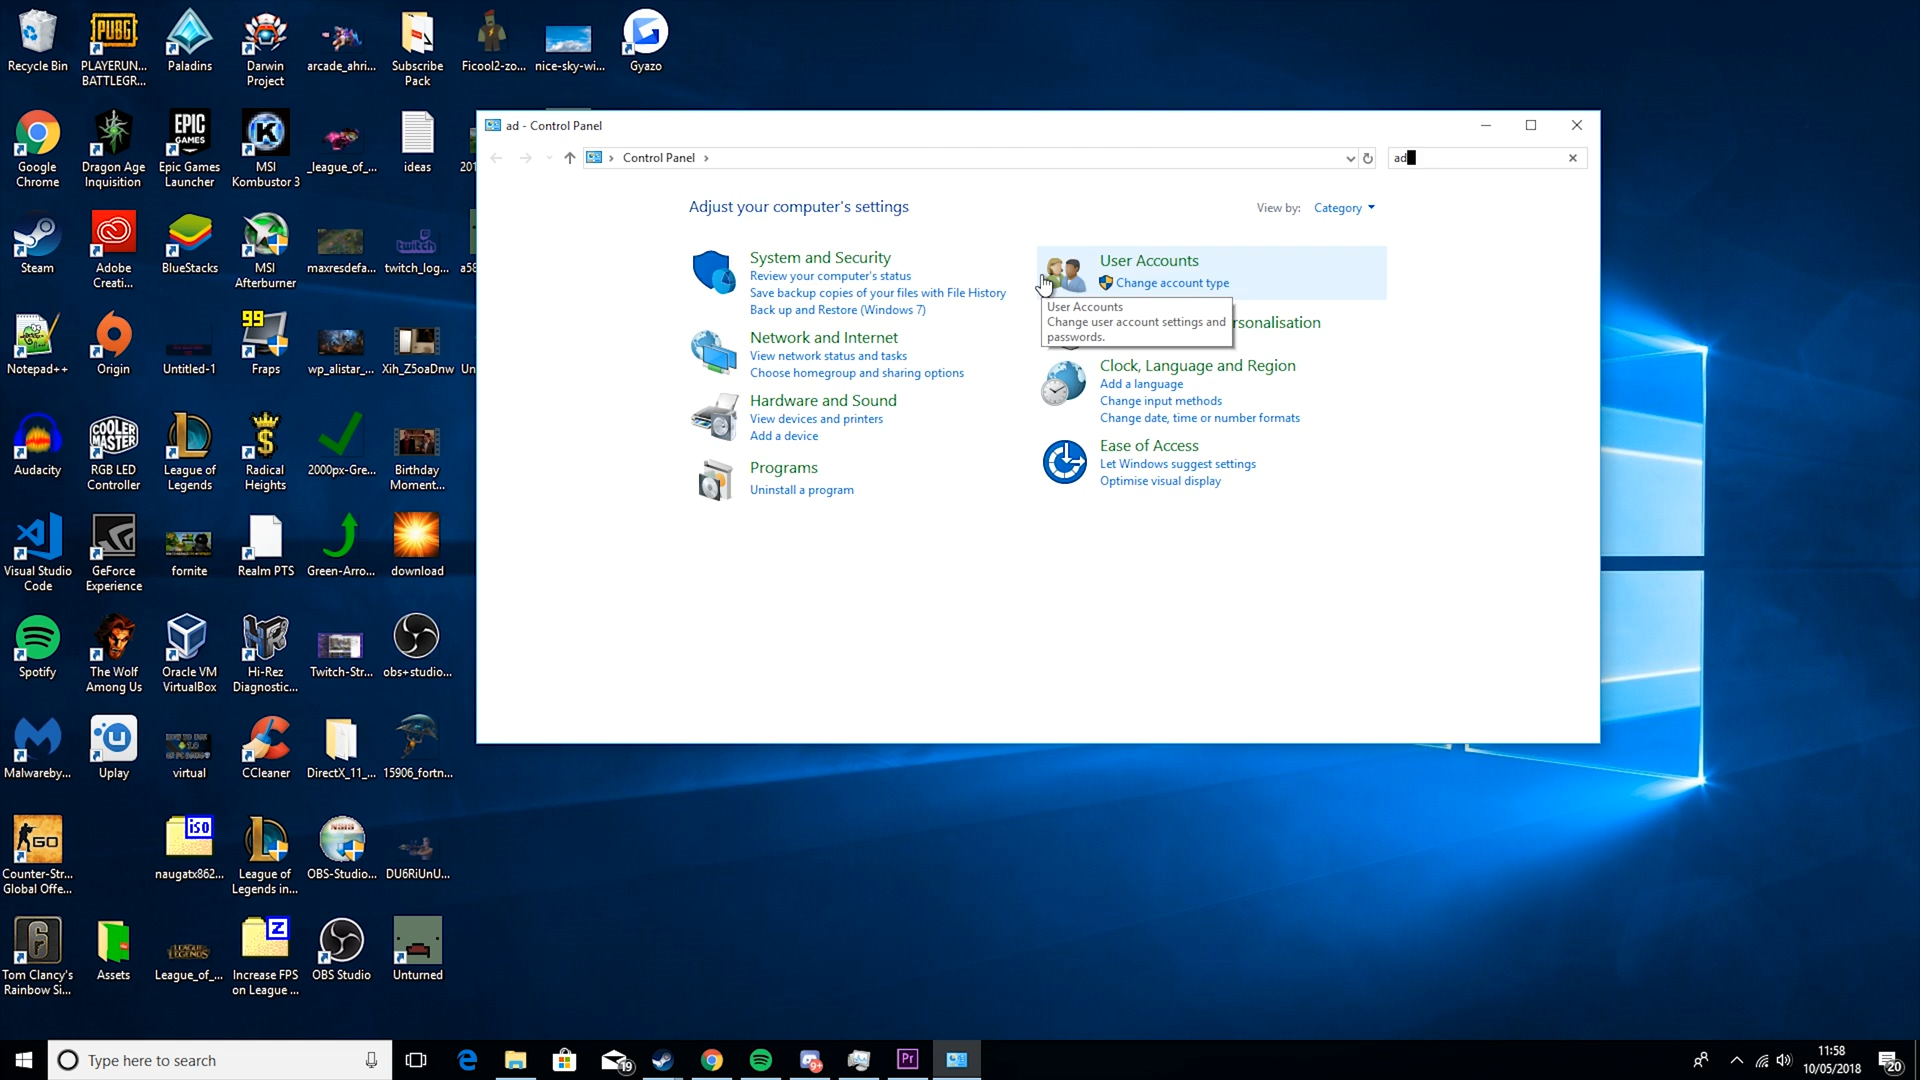 Recycle Bin
PLAYERUN...
BATTLEGR...
Paladins
Darwin
Project
arcade_ahri...
Subscribe
Pack
Ficool2-zo...
nice-sky-wi...
Gyazo
Google
Chrome
Dragon Age
Inquisition
Epic Games
Launcher
MSI
Kombustor 3
_league_of_...
ideas
201
Steam
Adobe
Creati...
BlueStacks
MSI
Afterburner
maxresdefa...
twitch_log...
a58
Notepad++
Origin
Untitled-1
Fraps
wp_alistar_...
Xih_Z5oaDnw
Un
Audacity
RGB LED
Controller
League of
Legends
Radical
Heights
2000px-Gre...
Birthday
Moment...
Visual Studio
Code
GeForce
Experience
fornite
Realm PTS
Green-Arro...
download
Spotify
The Wolf
Among Us
Oracle VM
VirtualBox
Hi-Rez
Diagnostic...
Twitch-Str...
obs+studio...
Malwareby...
Uplay
virtual
CCleaner
DirectX_11_...
15906_fortn...
Counter-Str...
Global Offe...
naugatx862...
League of
Legends in...
OBS-Studio...
DU6RiUnU...
Tom Clancy's
Rainbow Si...
Assets
League_of_...
Increase FPS
on League ...
OBS Studio
Unturned
ad - Control Panel
Control Panel
ad
Adjust your computer's settings
View by: Category
System and Security
Review your computer's status
Save backup copies of your files with File History
Back up and Restore (Windows 7)
Network and Internet
View network status and tasks
Choose homegroup and sharing options
Hardware and Sound
View devices and printers
Add a device
Programs
Uninstall a program
User Accounts
Change account type
User Accounts
Change user account settings and
passwords.
rsonalisation
Clock, Language and Region
Add a language
Change input methods
Change date, time or number formats
Ease of Access
Let Windows suggest settings
Optimise visual display
Type here to search
19
9+
Pr
11:58
10/05/2018
20